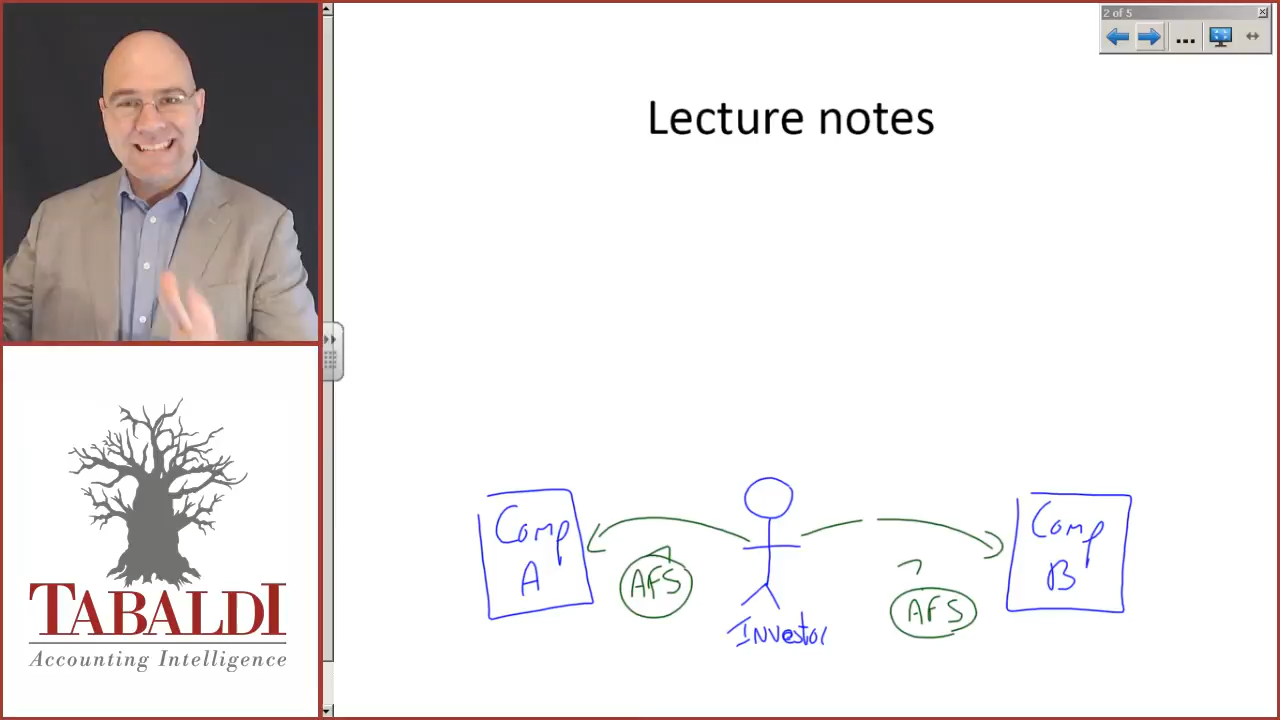 2 of 5
Lecture notes
Comp
A
AFS
Investor
AFS
Comp
B
TABALDI
Accounting Intelligence